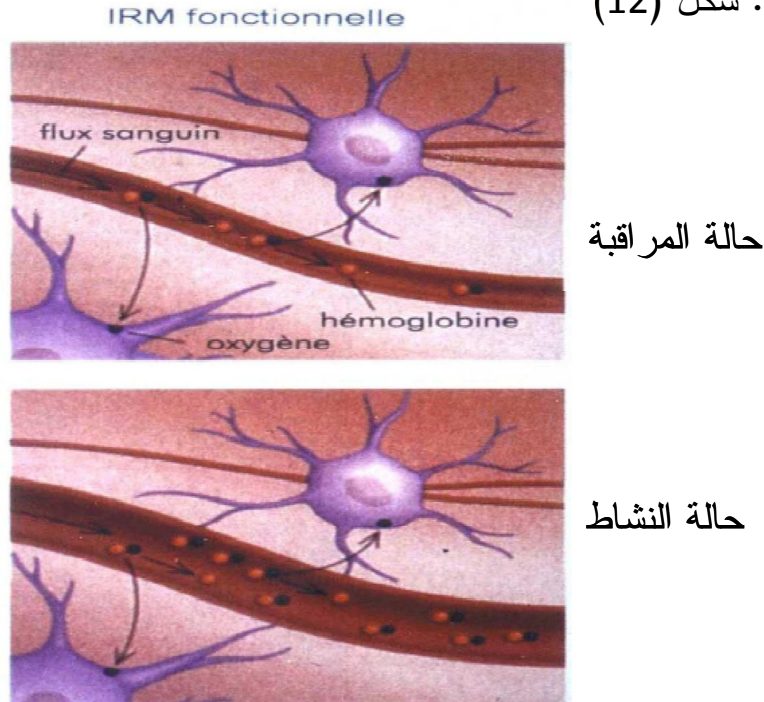 . شكل (12)
IRM fonctionnelle
flux sanguin
حالة المراقبة
hémoglobine
oxygène
حالة النشاط